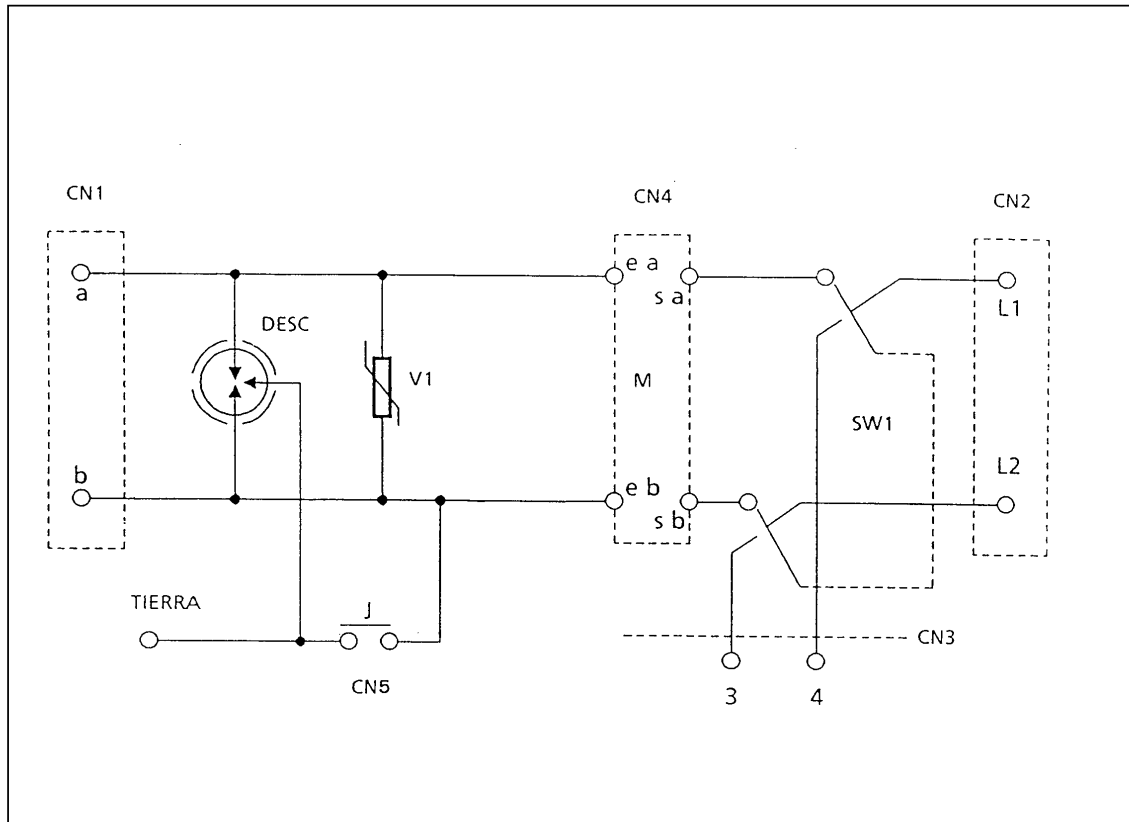 CN1
CN4
CN2
a
e a
s a
L1
DESC
V1
M
SW1
b
e b
s b
L2
TIERRA
J
CN5
CN3
3
4